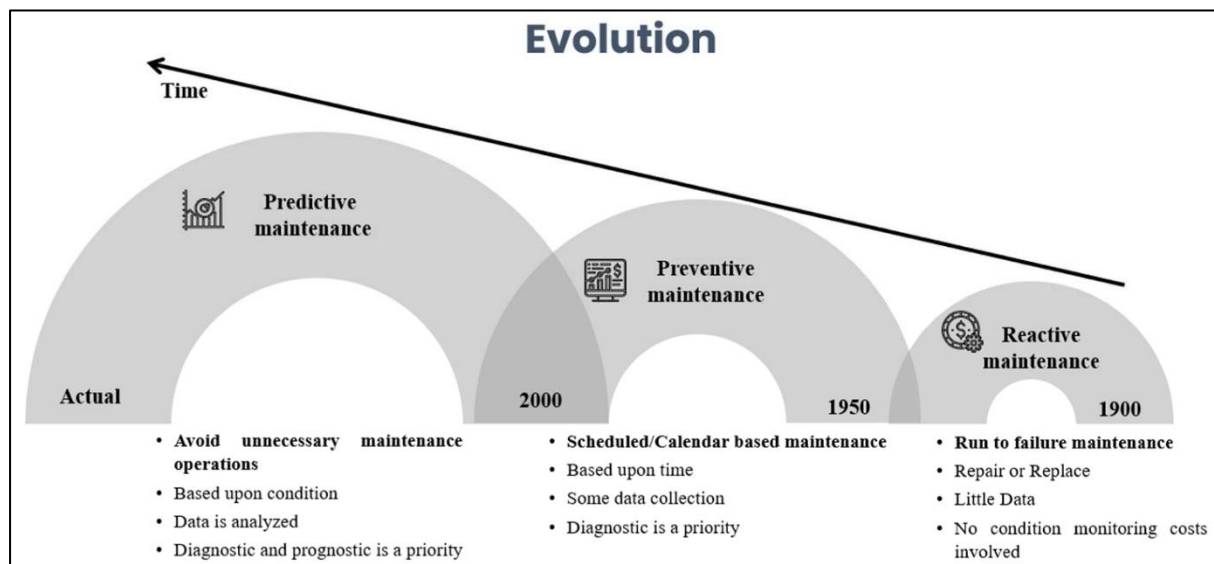 Evolution
Time
Predictive
maintenance
Preventive
maintenance
Reactive
maintenance
Actual
2000
1950
1900
• Avoid unnecessary maintenance
operations
• Based upon condition
• Data is analyzed
• Diagnostic and prognostic is a priority
• Scheduled/Calendar based maintenance
• Based upon time
• Some data collection
• Diagnostic is a priority
• Run to failure maintenance
• Repair or Replace
• Little Data
• No condition monitoring costs
involved